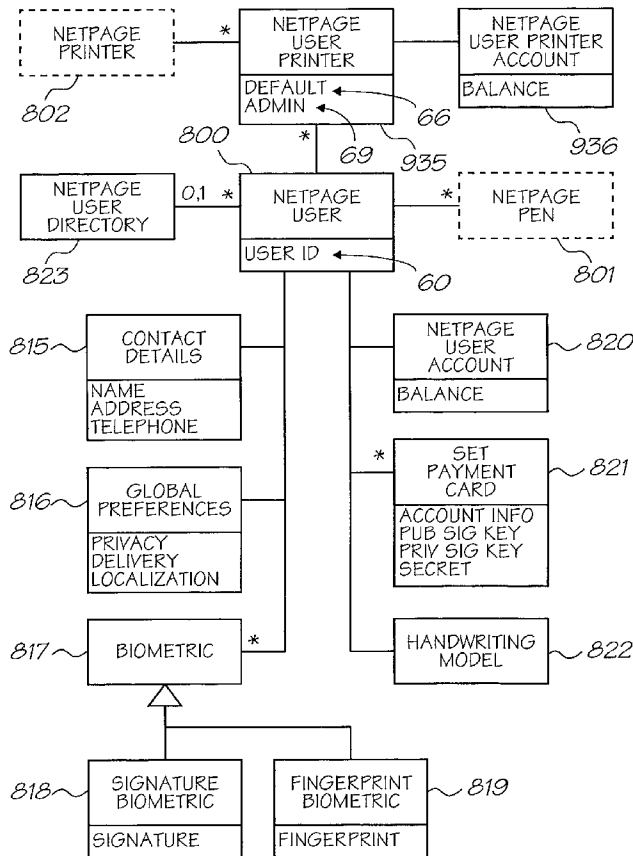 NETPAGE
PRINTER
802
*
NETPAGE
USER
PRINTER
DEFAULT
ADMIN
66
69
935
NETPAGE
USER PRINTER
ACCOUNT
BALANCE
936
800
*
NETPAGE
USER
DIRECTORY
823
0,1
*
NETPAGE
USER
USER ID
60
*
NETPAGE
PEN
801
815
CONTACT
DETAILS
NAME
ADDRESS
TELEPHONE
NETPAGE
USER
ACCOUNT
BALANCE
820
816
GLOBAL
PREFERENCES
PRIVACY
DELIVERY
LOCALIZATION
*
SET
PAYMENT
CARD
ACCOUNT INFO
PUB SIG KEY
PRIV SIG KEY
SECRET
821
817
BIOMETRIC
*
HANDWRITING
MODEL
822
818
SIGNATURE
BIOMETRIC
SIGNATURE
FINGERPRINT
BIOMETRIC
FINGERPRINT
819